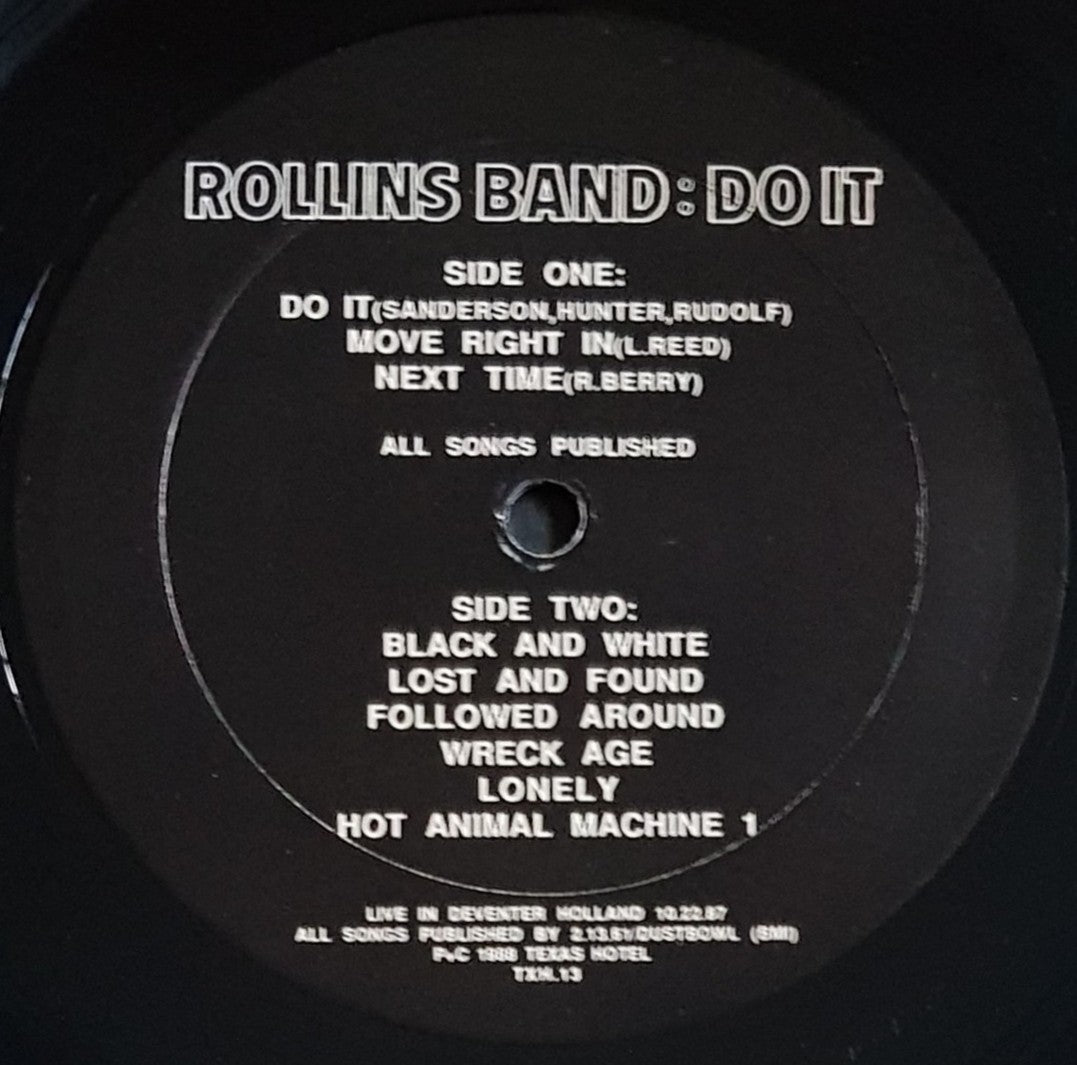 ROLLINS BAND: DO IT
SIDE ONE:
DO IT(SANDERSON,HUNTER,RUDOLF)
MOVE RIGHT IN(L.REED)
NEXT TIME(R.BERRY)
ALL SONGS PUBLISHED
SIDE TWO:
BLACK AND WHITE
LOST AND FOUND
FOLLOWED AROUND
WRECK AGE
LONELY
HOT ANIMAL MACHINE 1
LIVE IN DEVENTER HOLLAND 10.22.87
ALL SONGS PUBLISHED BY 2.13.61/DUSTBOWL (BMI)
P&C 1988 TEXAS HOTEL
TXH.13